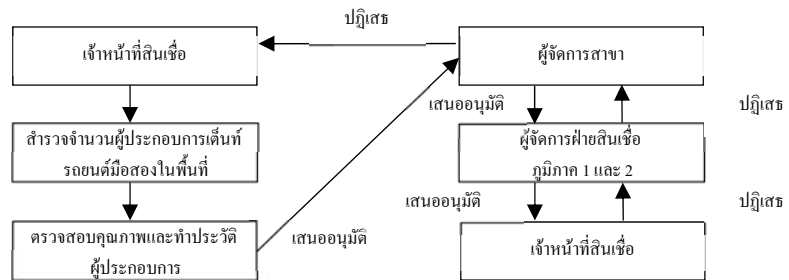 ปฏิเสธ
เจ้าหน้าที่สินเชื่อ
ผู้จัดการสาขา
เสนออนุมัติ
ปฏิเสธ
สำรวจจำนวนผู้ประกอบการเต็นท์
รถยนต์มือสองในพื้นที่
ผู้จัดการฝ่ายสินเชื่อ
ภูมิภาค 1 และ 2
เสนออนุมัติ
ปฏิเสธ
ตรวจสอบคุณภาพและทำประวัติ
ผู้ประกอบการ
เสนออนุมัติ
เจ้าหน้าที่สินเชื่อ